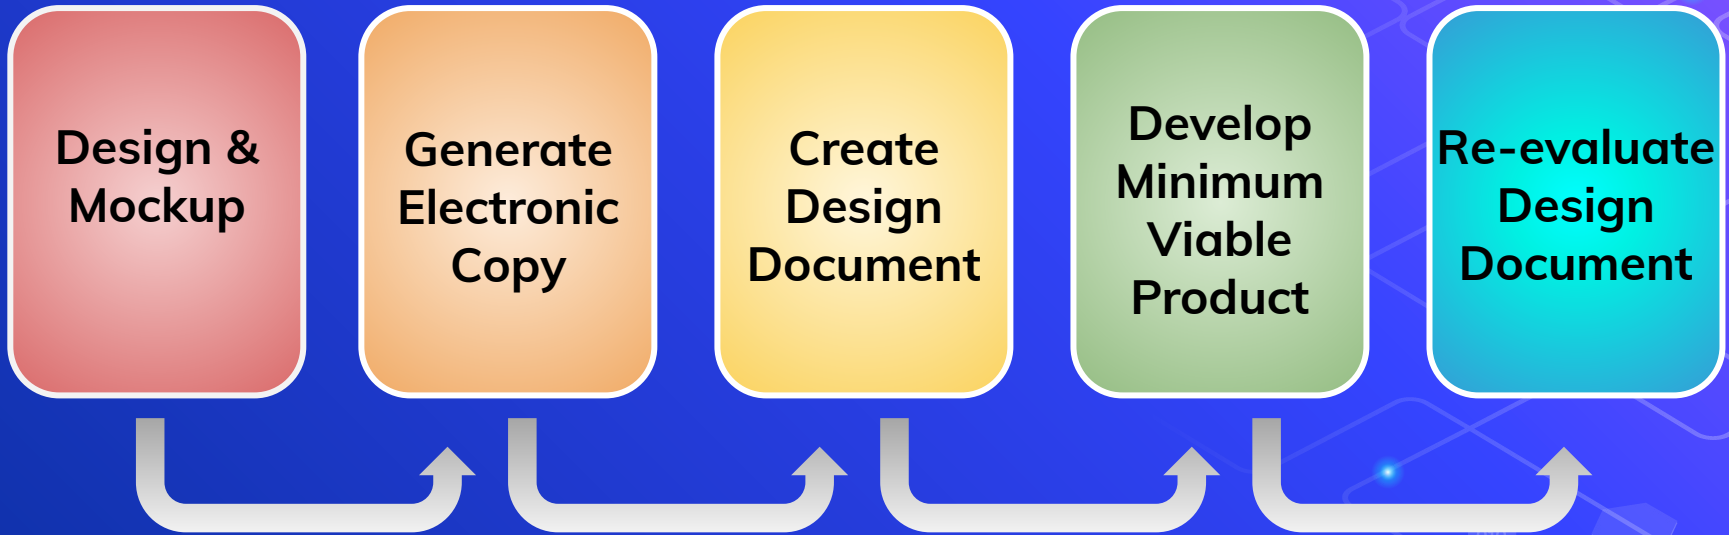 Design &
Mockup
Generate
Electronic
Copy
Create
Design
Document
Develop
Minimum
Viable
Product
Re-evaluate
Design
Document